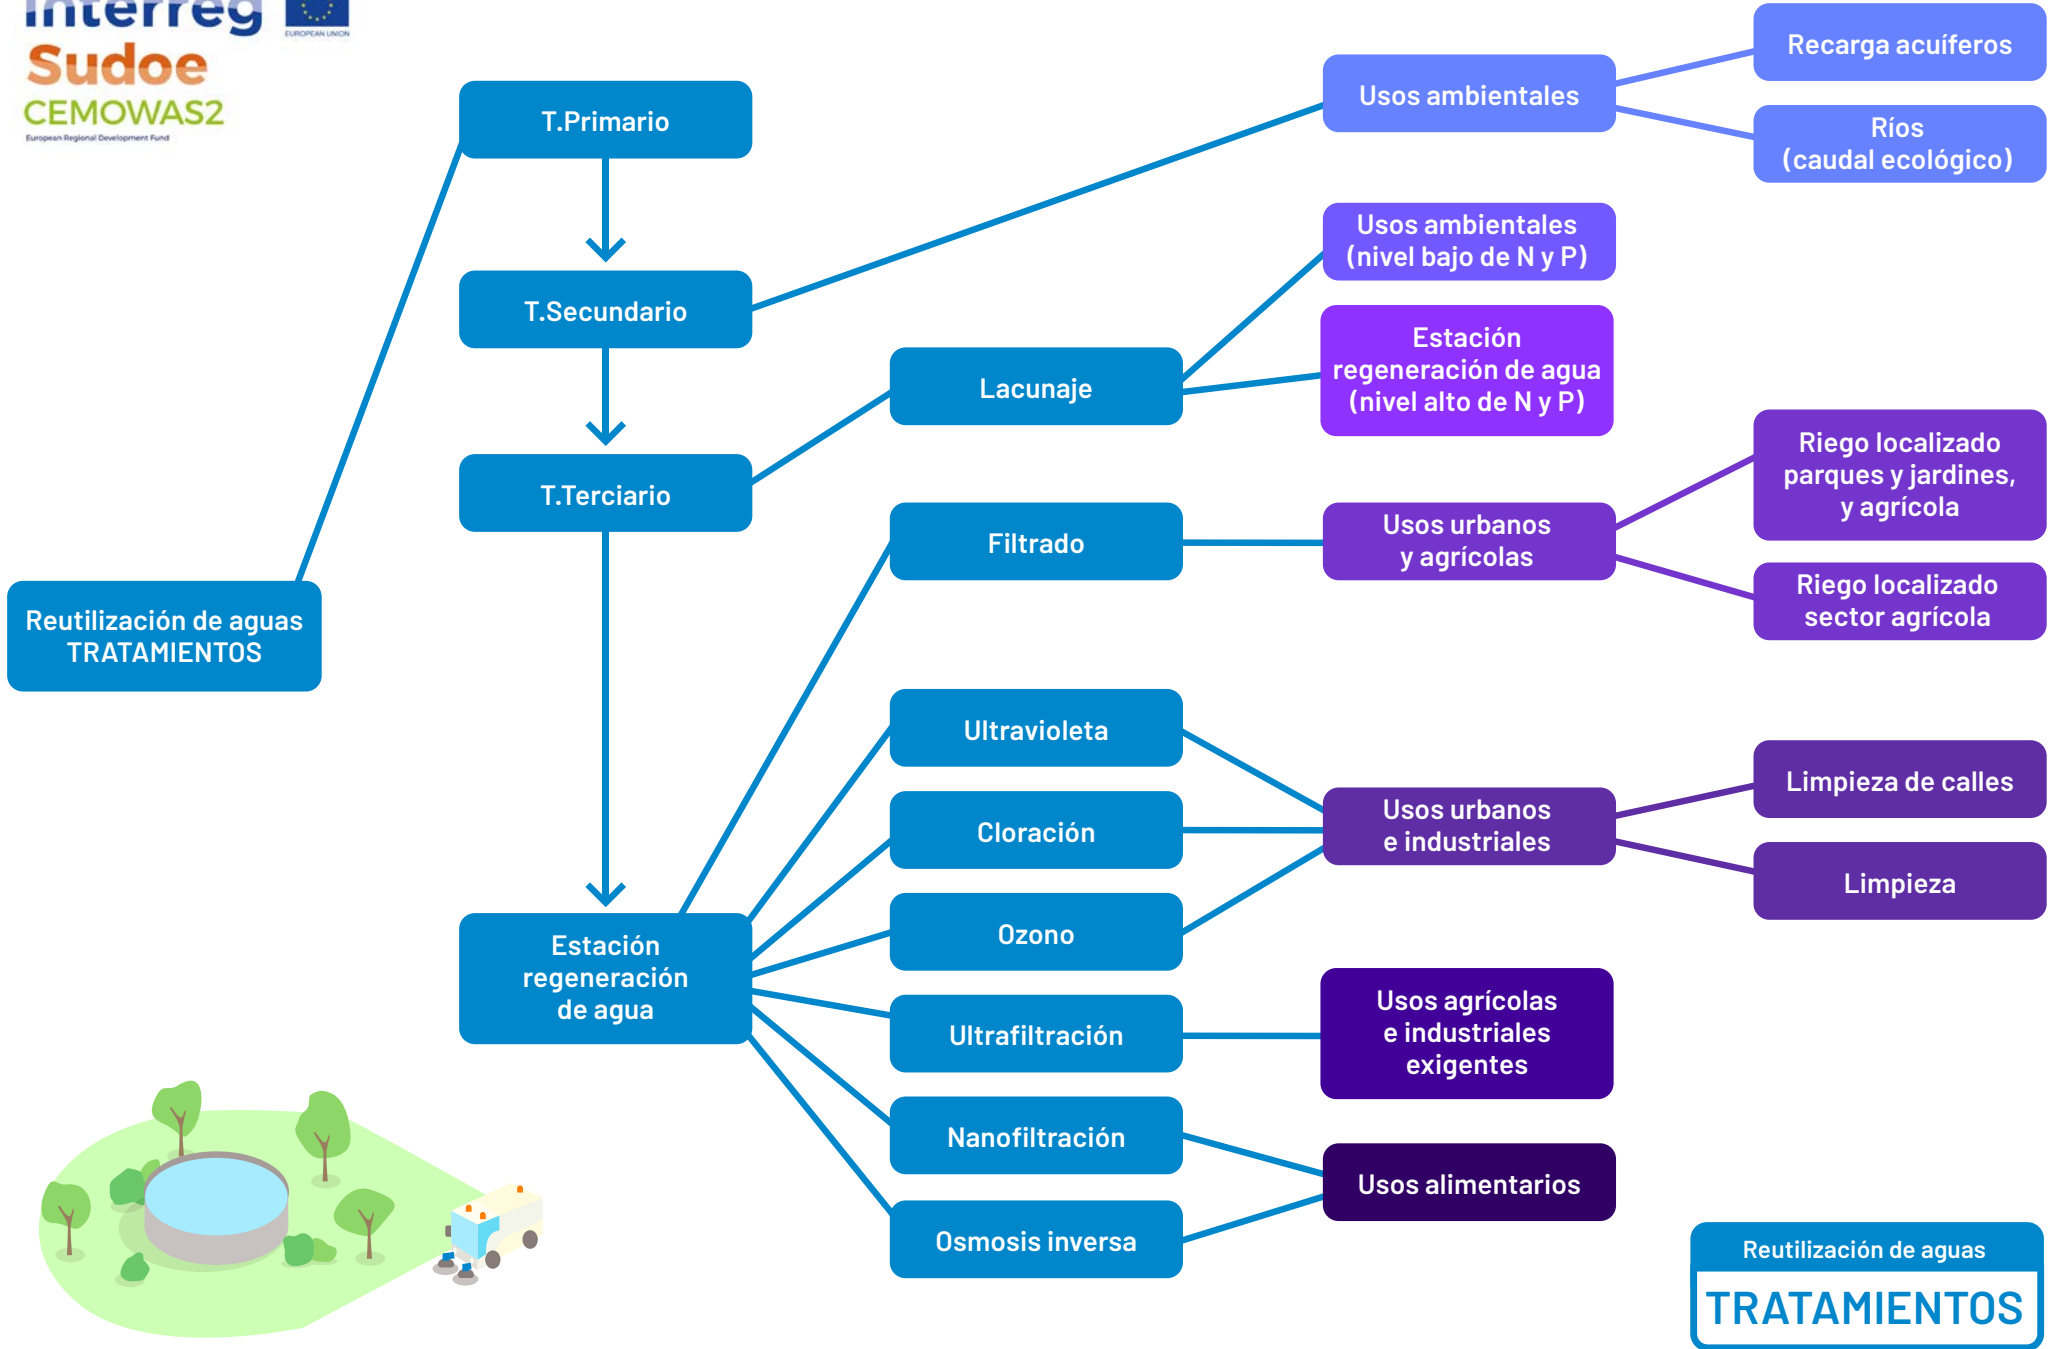 Interreg
EUROPEAN UNION
Sudoe
CEMOWAS2
European Regional Development Fund
Reutilización de aguas
TRATAMIENTOS
T.Primario
T.Secundario
T.Terciario
Estación
regeneración
de agua
Lacunaje
Filtrado
Ultravioleta
Cloración
Ozono
Ultrafiltración
Nanofiltración
Osmosis inversa
Usos ambientales
Usos ambientales
(nivel bajo de N y P)
Estación
regeneración de agua
(nivel alto de N y P)
Usos urbanos
y agrícolas
Usos urbanos
e industriales
Usos agrícolas
e industriales
exigentes
Usos alimentarios
Recarga acuíferos
Ríos
(caudal ecológico)
Riego localizado
parques y jardines,
y agrícola
Riego localizado
sector agrícola
Limpieza de calles
Limpieza
Reutilización de aguas
TRATAMIENTOS